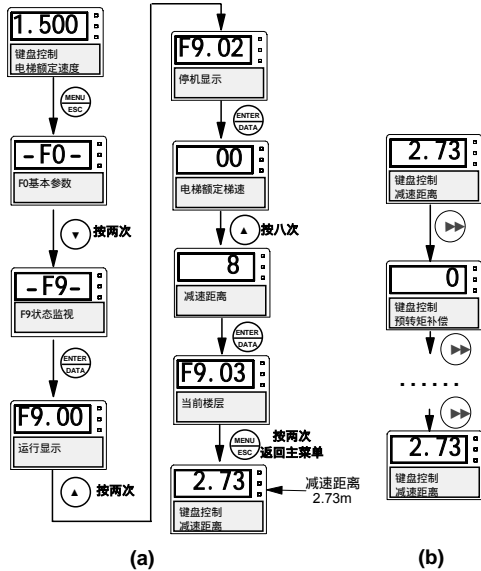 1.500
键盘控制
电梯额定速度
MENU
ESC
-F0-
F0基本参数
▼
按两次
-F9-
F9状态监视
ENTER
DATA
F9.00
运行显示
▲
按两次
F9.02
停机显示
ENTER
DATA
00
电梯额定梯速
▲
按八次
8
减速距离
ENTER
DATA
F9.03
当前楼层
MENU
ESC
按两次
返回主菜单
2.73
键盘控制
减速距离
减速距离
2.73m
(a)
2.73
键盘控制
减速距离
▶▶
0
键盘控制
预转矩补偿
▶▶
......
▶▶
2.73
键盘控制
减速距离
(b)